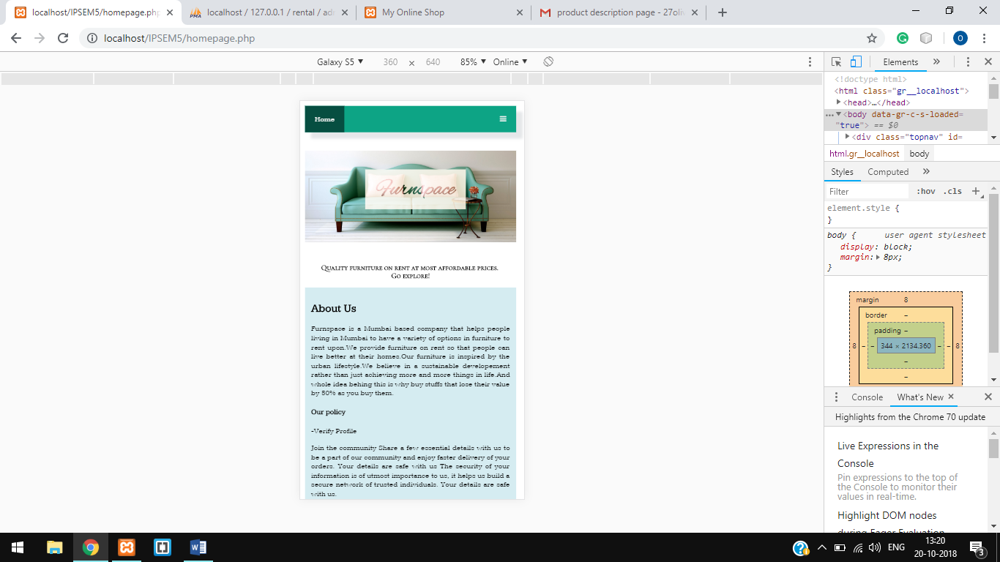 localhost/IPSEM5/homepage.php
localhost / 127.0.0.1 / rental / ad
My Online Shop
product description page - 27oli
localhost/IPSEM5/homepage.php
O
Galaxy S5 ▼ 360 × 640 85% ▼ Online ▼
Elements »
<!doctype html>
<html class="gr__localhost">
▶<head>…</head>
…▼<body data-gr-c-s-loaded=
"true"> == $0
▶<div class="topnav" id=
html.gr__localhost body
Styles Computed »
Filter :hov .cls +
element.style {
}
body { user agent stylesheet
display: block;
margin:▶ 8px;
}
margin 8
border –
padding –
8 – – 344 × 2134.360 – – 8
–
–
Console What's New ×
Highlights from the Chrome 70 update
Live Expressions in the
Console
Pin expressions to the top of
the Console to monitor their
values in real-time.
Highlight DOM nodes
during Eager Evaluation
Home
Furnspace
Quality furniture on rent at most affordable prices.
Go explore!
About Us
Furnspace is a Mumbai based company that helps people
living in Mumbai to have a variety of options in furniture to
rent upon.We provide furniture on rent so that people can
live better at their homes.Our furniture is inspired by the
urban lifestyle.We believe in a sustainable developement
rather than just achieving more and more things in life.And
whole idea behing this is why buy stuffs that lose their value
by 50% as you buy them.
Our policy
-Verify Profile
Join the community Share a few essential details with us to
be a part of our community and enjoy faster delivery of your
orders. Your details are safe with us The security of your
information is of utmost importance to us, it helps us build a
secure network of trusted individuals. Your details are safe
with us.
ENG
13:20
20-10-2018
3